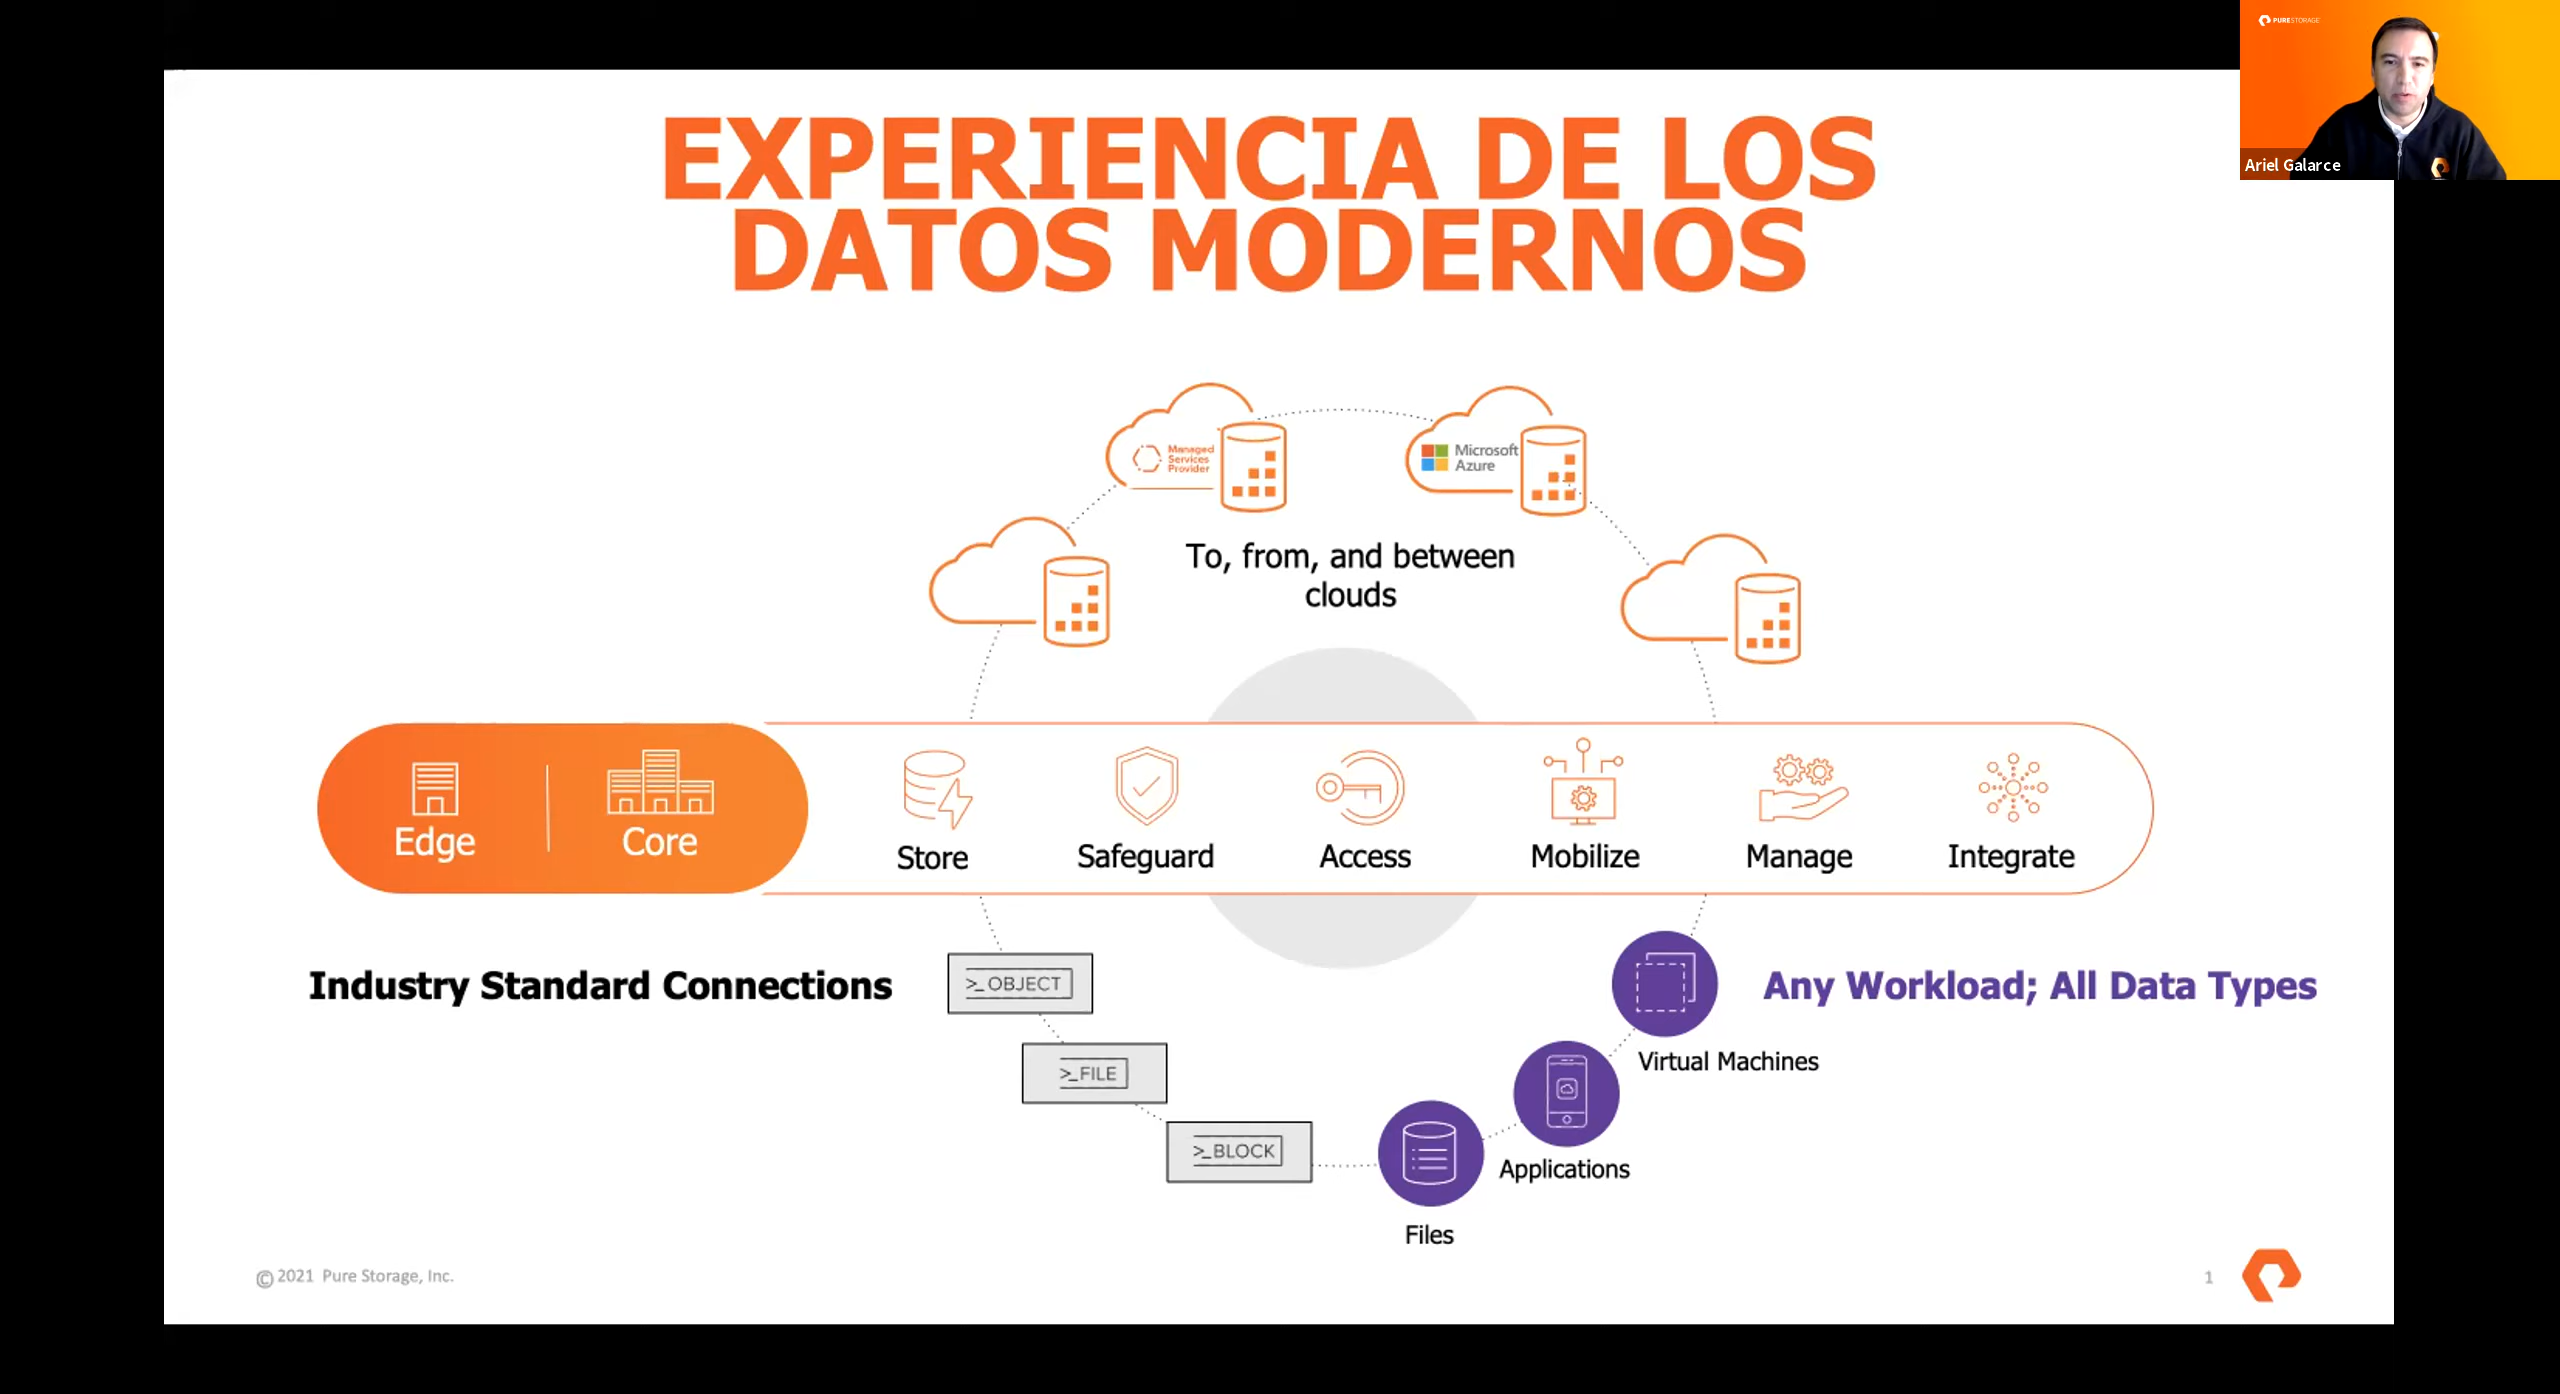 PURESTORAGE
Ariel Galarce
EXPERIENCIA DE LOS
DATOS MODERNOS
Managed
Services
Provider
Microsoft
Azure
To, from, and between
clouds
Edge
Core
Store
Safeguard
Access
Mobilize
Manage
Integrate
Industry Standard Connections
>_OBJECT
>_FILE
>_BLOCK
Any Workload; All Data Types
Virtual Machines
Applications
Files
© 2021 Pure Storage, Inc.
1